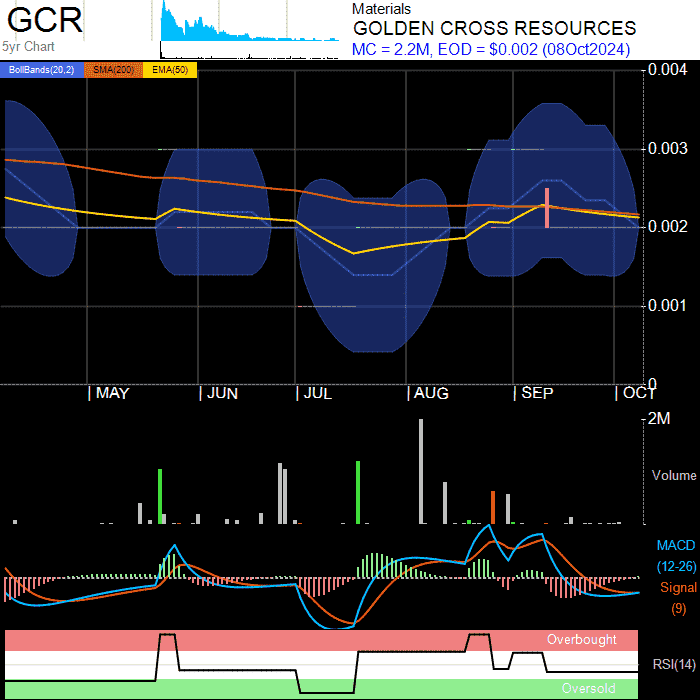 GCR
5yr Chart
Materials
GOLDEN CROSS RESOURCES
MC = 2.2M, EOD = $0.002 (08Oct2024)
BollBands(20,2) SMA(200) EMA(50)
0.004
0.003
0.002
0.001
0
MAY JUN JUL AUG SEP OCT
2M
Volume
MACD
(12-26)
Signal
(9)
Overbought
RSI(14)
Oversold